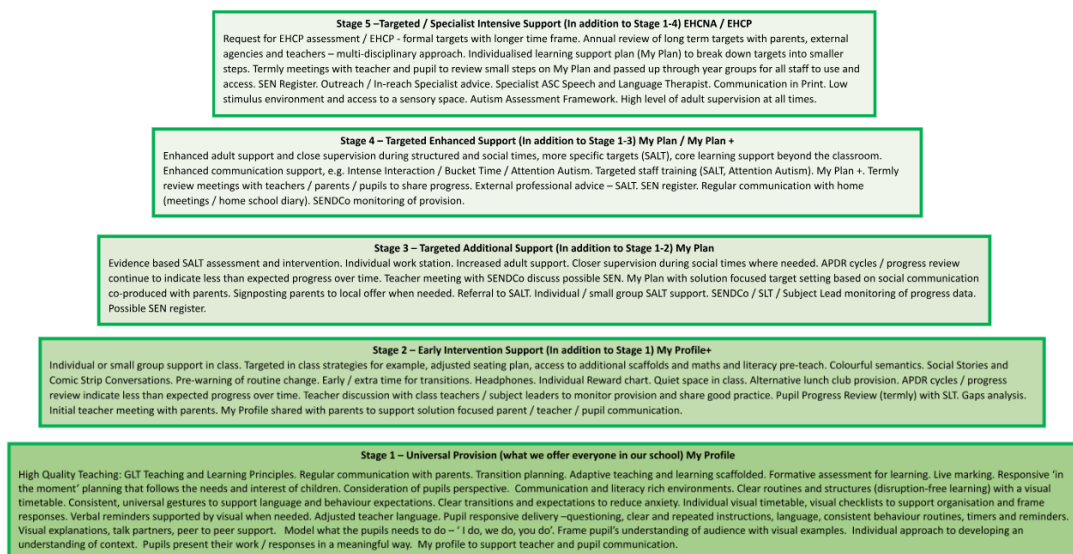 Stage 5 –Targeted / Specialist Intensive Support (In addition to Stage 1-4) EHCNA / EHCP
Request for EHCP assessment / EHCP - formal targets with longer time frame. Annual review of long term targets with parents, external
agencies and teachers – multi-disciplinary approach. Individualised learning support plan (My Plan) to break down targets into smaller
steps. Termly meetings with teacher and pupil to review small steps on My Plan and passed up through year groups for all staff to use and
access. SEN Register. Outreach / In-reach Specialist advice. Specialist ASC Speech and Language Therapist. Communication in Print. Low
stimulus environment and access to a sensory space. Autism Assessment Framework. High level of adult supervision at all times.
Stage 4 – Targeted Enhanced Support (In addition to Stage 1-3) My Plan / My Plan +
Enhanced adult support and close supervision during structured and social times, more specific targets (SALT), core learning support beyond the classroom.
Enhanced communication support, e.g. Intense Interaction / Bucket Time / Attention Autism. Targeted staff training (SALT, Attention Autism). My Plan +. Termly
review meetings with teachers / parents / pupils to share progress. External professional advice – SALT. SEN register. Regular communication with home
(meetings / home school diary). SENDCo monitoring of provision.
Stage 3 – Targeted Additional Support (In addition to Stage 1-2) My Plan
Evidence based SALT assessment and intervention. Individual work station. Increased adult support. Closer supervision during social times where needed. APDR cycles / progress review
continue to indicate less than expected progress over time. Teacher meeting with SENDCo discuss possible SEN. My Plan with solution focused target setting based on social communication
co-produced with parents. Signposting parents to local offer when needed. Referral to SALT. Individual / small group SALT support. SENDCo / SLT / Subject Lead monitoring of progress data.
Possible SEN register.
Stage 2 – Early Intervention Support (In addition to Stage 1) My Profile+
Individual or small group support in class. Targeted in class strategies for example, adjusted seating plan, access to additional scaffolds and maths and literacy pre-teach. Colourful semantics. Social Stories and
Comic Strip Conversations. Pre-warning of routine change. Early / extra time for transitions. Headphones. Individual Reward chart. Quiet space in class. Alternative lunch club provision. APDR cycles / progress
review indicate less than expected progress over time. Teacher discussion with class teachers / subject leaders to monitor provision and share good practice. Pupil Progress Review (termly) with SLT. Gaps analysis.
Initial teacher meeting with parents. My Profile shared with parents to support solution focused parent / teacher / pupil communication.
Stage 1 – Universal Provision (what we offer everyone in our school) My Profile
High Quality Teaching: GLT Teaching and Learning Principles. Regular communication with parents. Transition planning. Adaptive teaching and learning scaffolded. Formative assessment for learning. Live marking. Responsive 'in
the moment' planning that follows the needs and interest of children. Consideration of pupils perspective. Communication and literacy rich environments. Clear routines and structures (disruption-free learning) with a visual
timetable. Consistent, universal gestures to support language and behaviour expectations. Clear transitions and expectations to reduce anxiety. Individual visual timetable, visual checklists to support organisation and frame
responses. Verbal reminders supported by visual when needed. Adjusted teacher language. Pupil responsive delivery –questioning, clear and repeated instructions, language, consistent behaviour routines, timers and reminders.
Visual explanations, talk partners, peer to peer support. Model what the pupils needs to do – ' I do, we do, you do'. Frame pupil's understanding of audience with visual examples. Individual approach to developing an
understanding of context. Pupils present their work / responses in a meaningful way. My profile to support teacher and pupil communication.